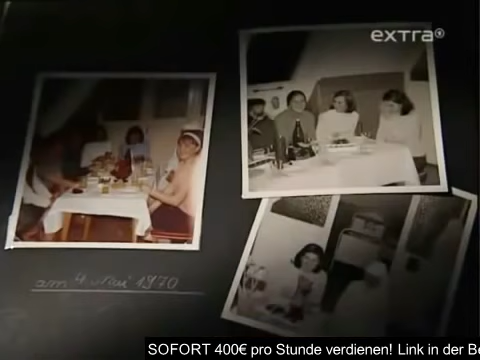 extra
am 4. Mai 1970
SOFORT 400€ pro Stunde verdienen! Link in der Be